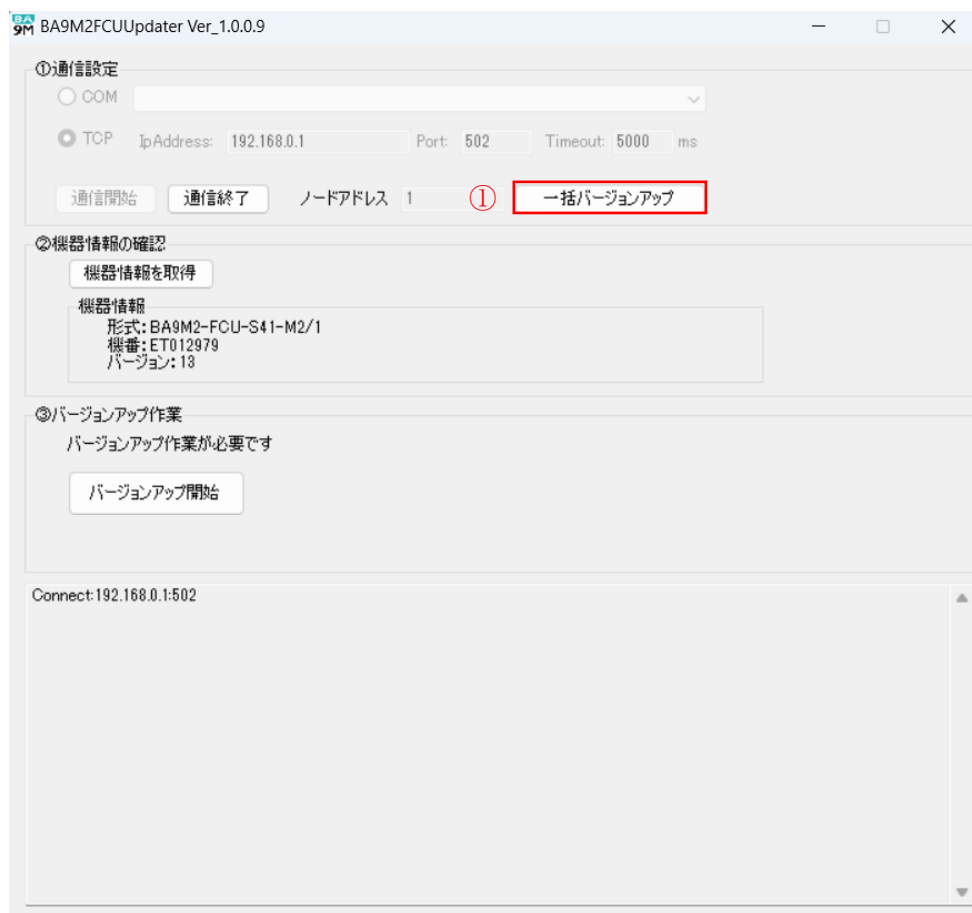 BA
9M BA9M2FCUUpdater Ver_1.0.0.9
①通信設定
COM
TCP IpAddress: 192.168.0.1 Port: 502 Timeout: 5000 ms
通信開始 通信終了 ノードアドレス 1 ① 一括バージョンアップ
②機器情報の確認
機器情報を取得
機器情報
形式:BA9M2-FCU-S41-M2/1
機番:ET012979
バージョン:13
③バージョンアップ作業
バージョンアップ作業が必要です
バージョンアップ開始
Connect:192.168.0.1:502